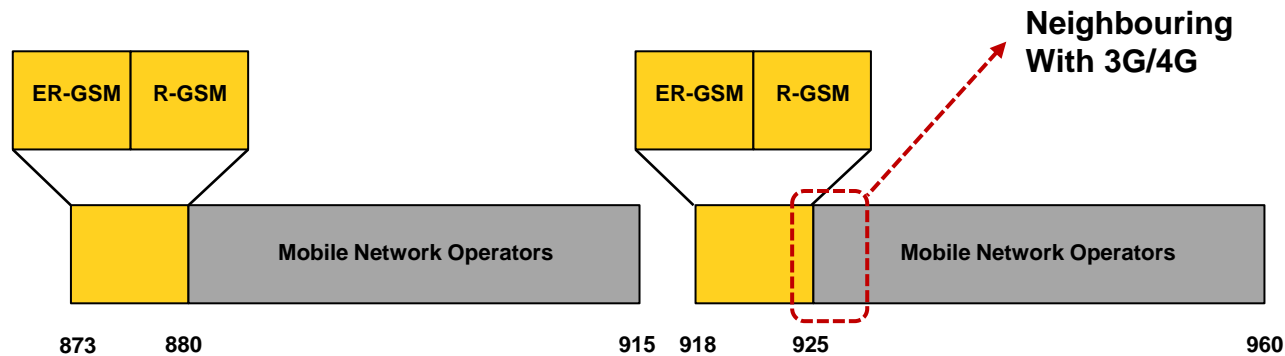 Neighbouring
With 3G/4G
ER-GSM R-GSM
ER-GSM R-GSM
Mobile Network Operators
Mobile Network Operators
873 880 915 918 925 960